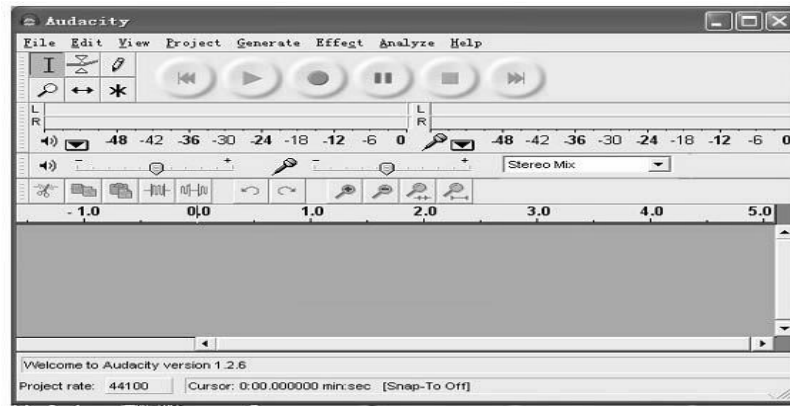 Audacity
File Edit View Project Generate Effect Analyze Help
L L
R R
-48 -42 -36 -30 -24 -18 -12 -6 0 -48 -42 -36 -30 -24 -18 -12 -6 0
- + - + Stereo Mix
- 1.0 0.0 1.0 2.0 3.0 4.0 5.0
Welcome to Audacity version 1.2.6
Project rate: 44100 Cursor: 0:00.000000 min:sec [Snap-To Off]